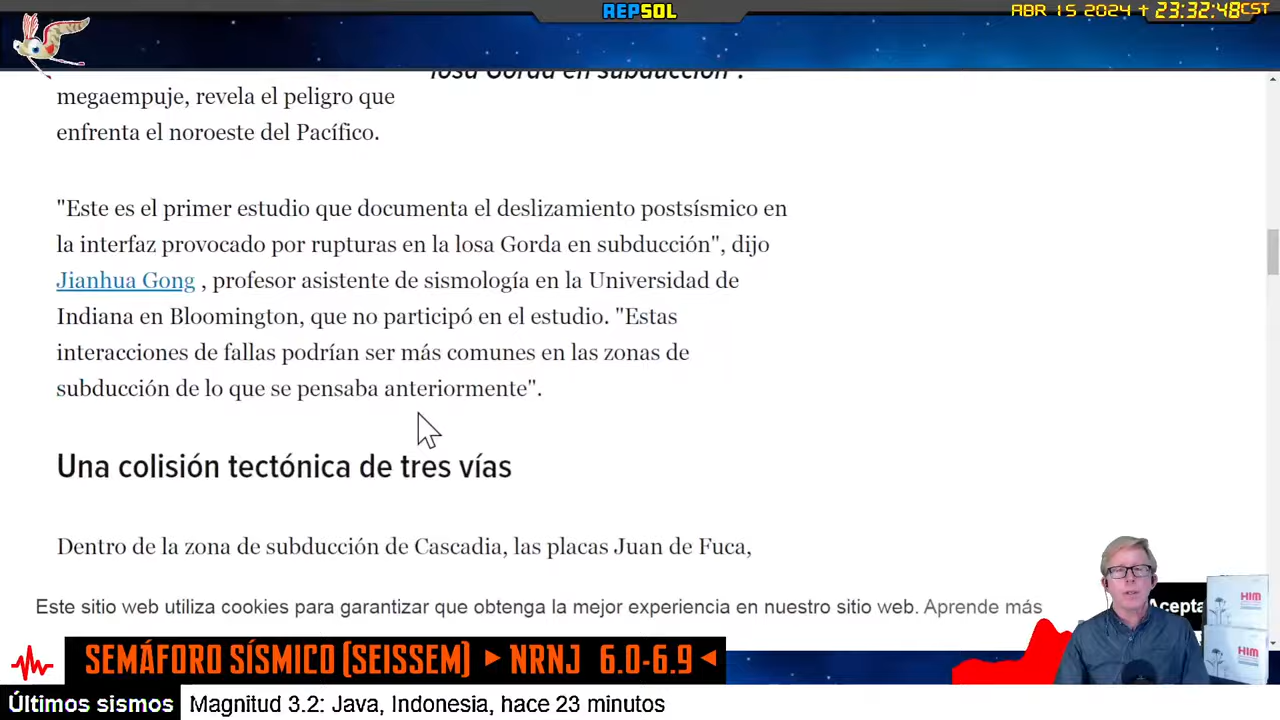 REPSOL
ABR 15 2024 † 23:32:48CST
losa Gorda en subducción".
megaempuje, revela el peligro que
enfrenta el noroeste del Pacífico.
"Este es el primer estudio que documenta el deslizamiento postsísmico en
la interfaz provocado por rupturas en la losa Gorda en subducción", dijo
Jianhua Gong , profesor asistente de sismología en la Universidad de
Indiana en Bloomington, que no participó en el estudio. "Estas
interacciones de fallas podrían ser más comunes en las zonas de
subducción de lo que se pensaba anteriormente".
Una colisión tectónica de tres vías
Dentro de la zona de subducción de Cascadia, las placas Juan de Fuca,
Este sitio web utiliza cookies para garantizar que obtenga la mejor experiencia en nuestro sitio web. Aprende más
Acepta
HIM
HIM
SEMÁFORO SÍSMICO (SEISSEM) ► NRNJ 6.0-6.9 ◄
Últimos sismos
Magnitud 3.2: Java, Indonesia, hace 23 minutos